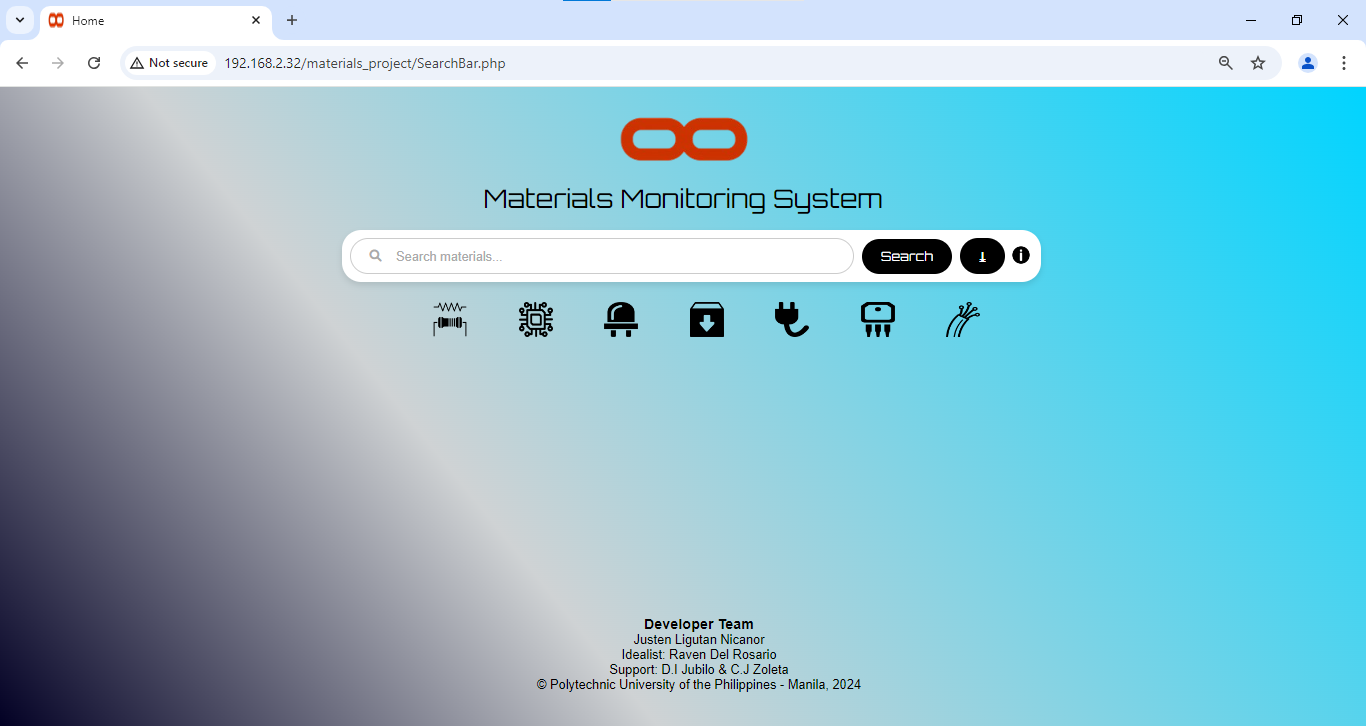 Home
Not secure
192.168.2.32/materials_project/SearchBar.php
Materials Monitoring System
Search materials...
Search
Developer Team
Justen Ligutan Nicanor
Idealist: Raven Del Rosario
Support: D.I Jubilo & C.J Zoleta
© Polytechnic University of the Philippines - Manila, 2024